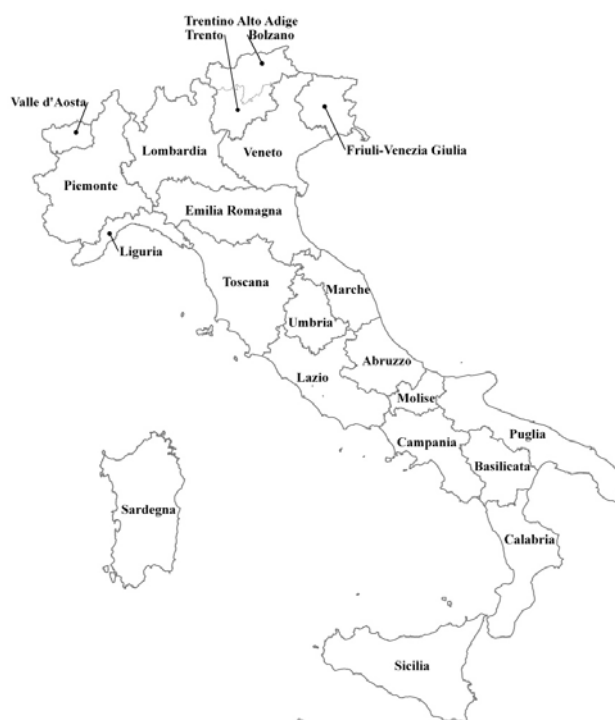 Trentino Alto Adige
Trento
Bolzano
Valle d'Aosta
Lombardia
Veneto
Friuli-Venezia Giulia
Piemonte
Emilia Romagna
Liguria
Toscana
Marche
Umbria
Abruzzo
Lazio
Molise
Campania
Puglia
Basilicata
Sardegna
Calabria
Sicilia